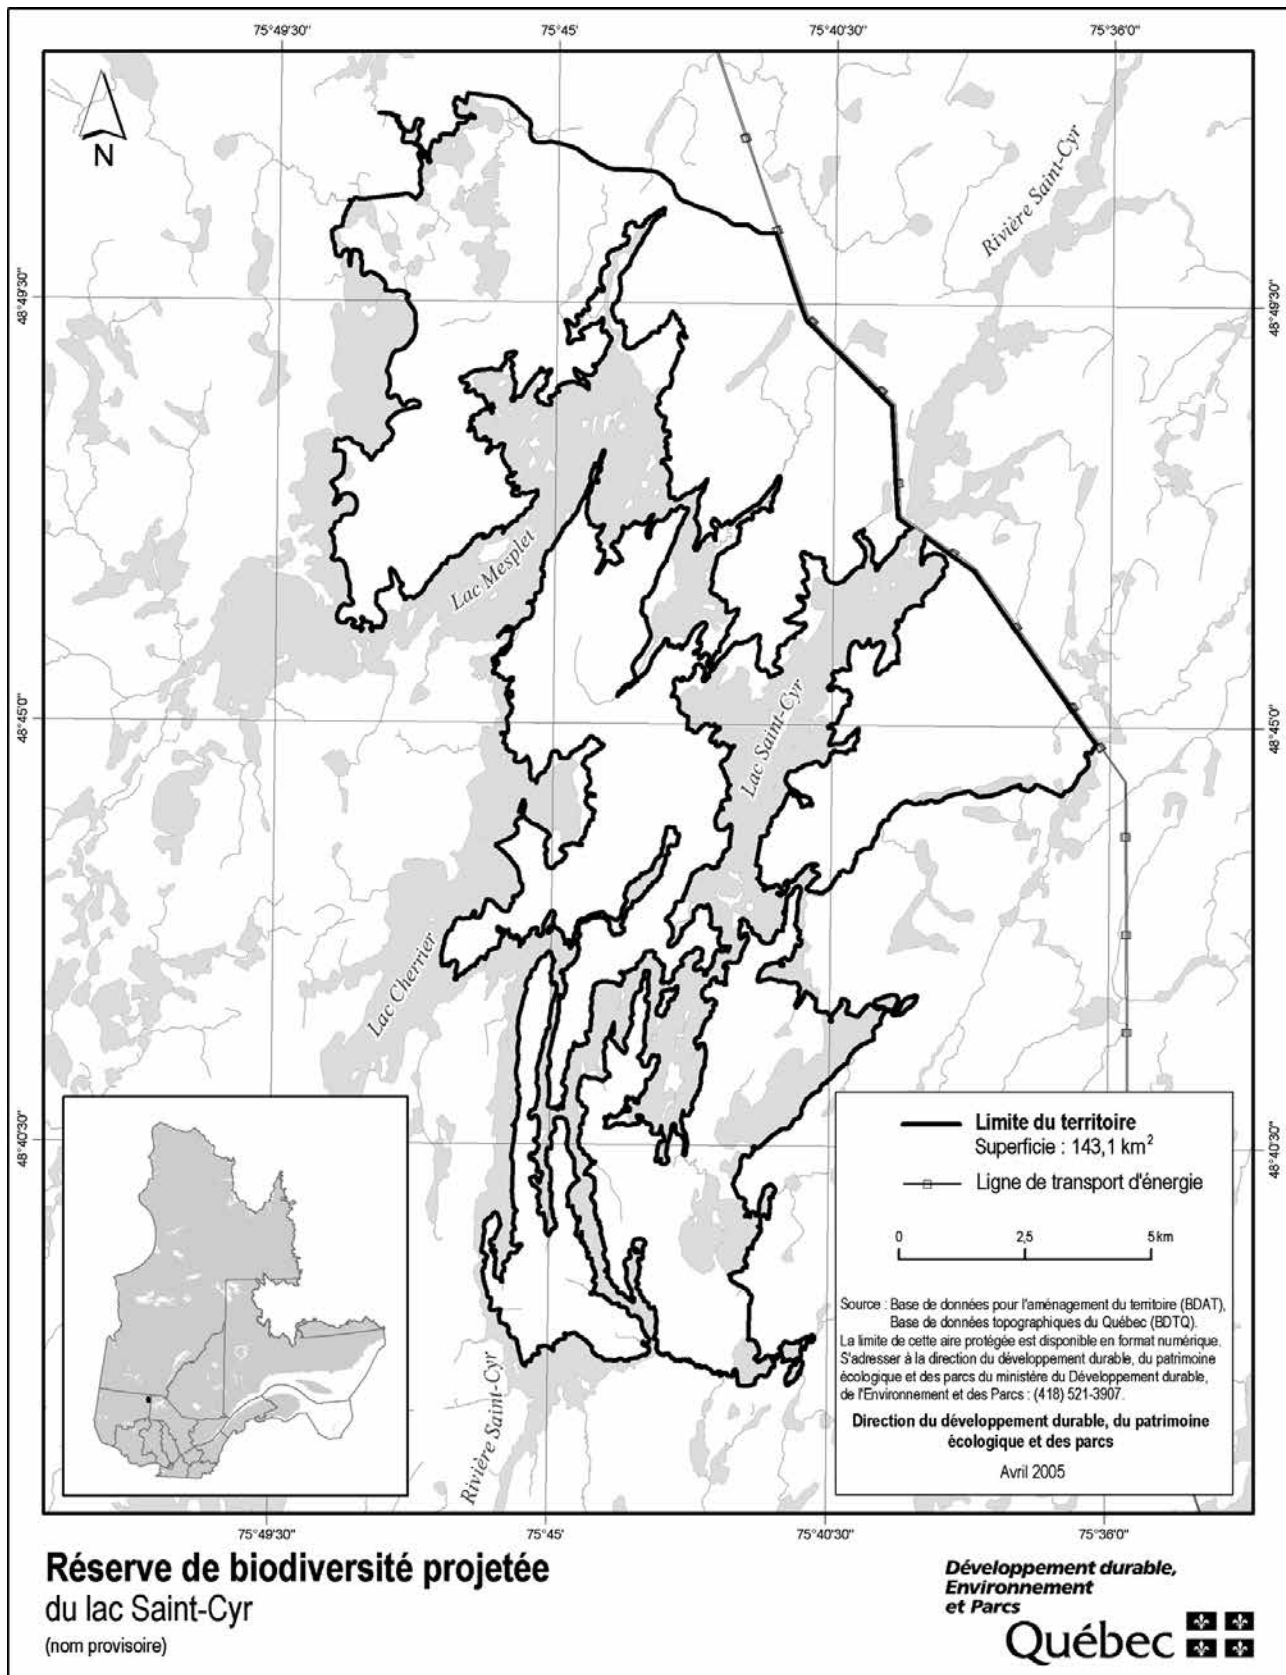 75°49'30"
75°45'
75°40'30"
75°36'0"
N
Rivière Saint-Cyr
48°49'30"
48°49'30"
Lac Mesplet
48°45'0"
Lac Saint-Cyr
48°45'0"
Lac Cherrier
48°40'30"
48°40'30"
Rivière Saint-Cyr
Limite du territoire
Superficie : 143,1 km²
Ligne de transport d'énergie
0 2,5 5 km
Source : Base de données pour l'aménagement du territoire (BDAT),
Base de données topographiques du Québec (BDTQ).
La limite de cette aire protégée est disponible en format numérique.
S'adresser à la direction du développement durable, du patrimoine
écologique et des parcs du ministère du Développement durable,
de l'Environnement et des Parcs : (418) 521-3907.
Direction du développement durable, du patrimoine
écologique et des parcs
Avril 2005
75°49'30"
75°45'
75°40'30"
75°36'0"
Réserve de biodiversité projetée
du lac Saint-Cyr
(nom provisoire)
Développement durable,
Environnement
et Parcs
Québec